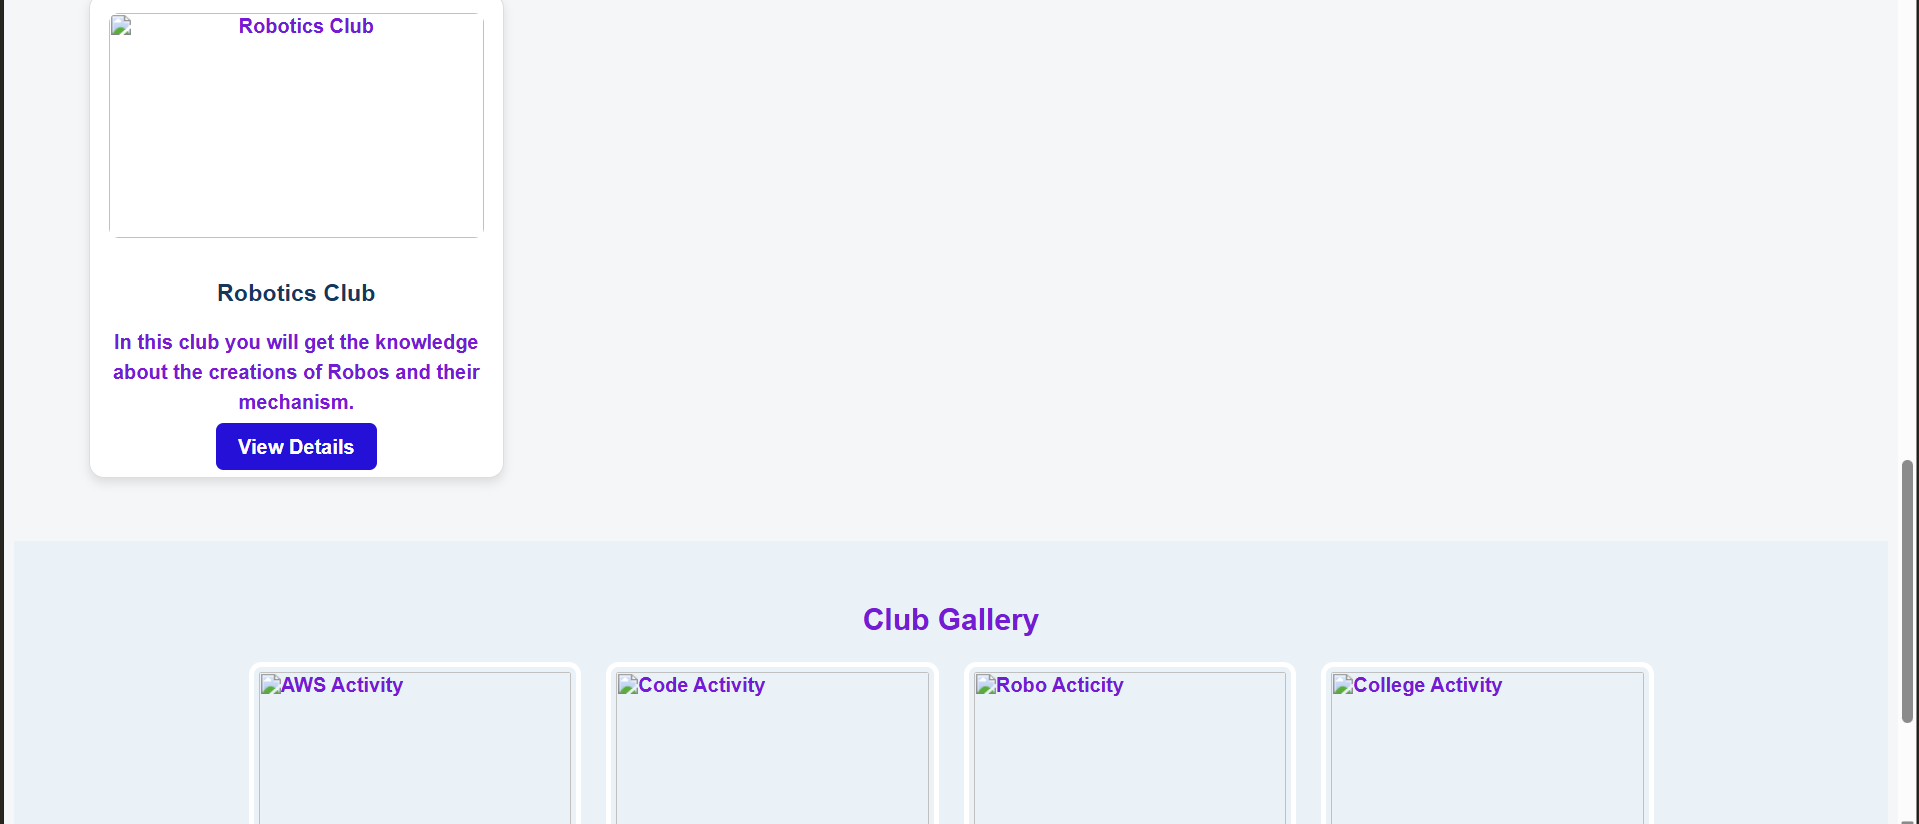 Robotics Club
Robotics Club
In this club you will get the knowledge
about the creations of Robos and their
mechanism.
View Details
Club Gallery
AWS Activity
Code Activity
Robo Acticity
College Activity